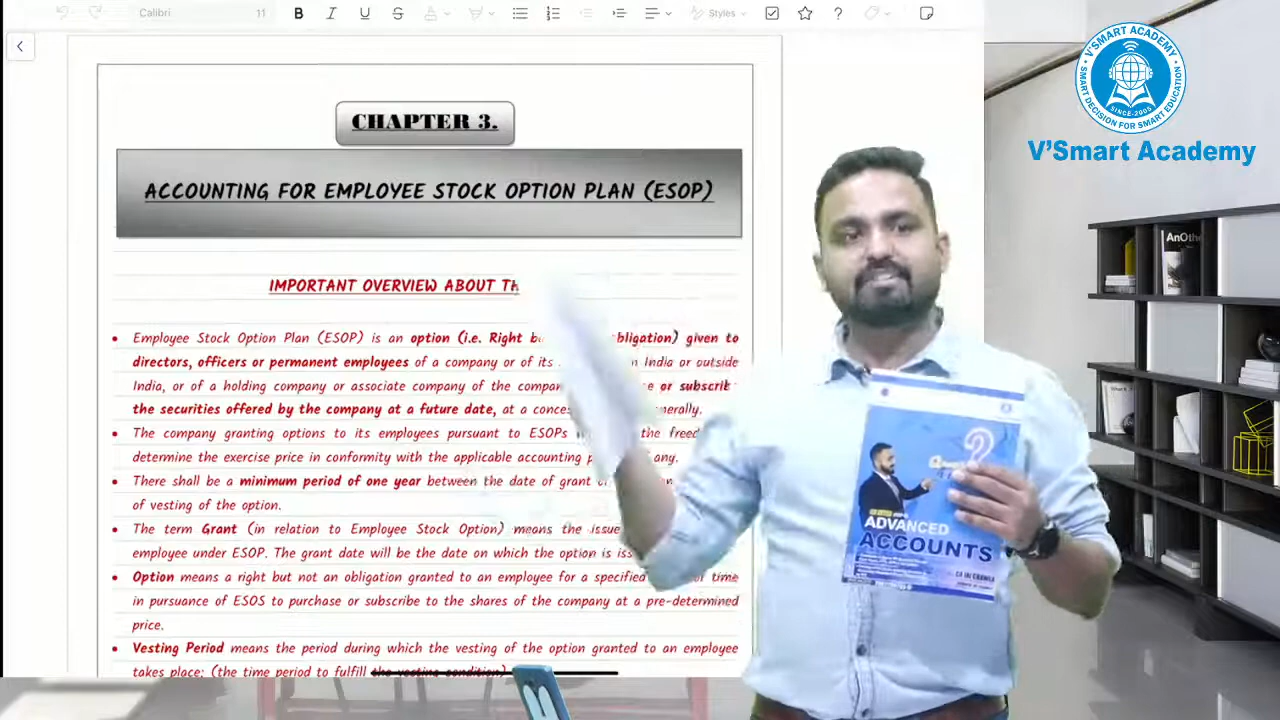 Calibri 11 B I U S Styles ?
CHAPTER 3.
ACCOUNTING FOR EMPLOYEE STOCK OPTION PLAN (ESOP)
IMPORTANT OVERVIEW ABOUT
• Employee Stock Option Plan (ESOP) is an option (i.e. Right given to
directors, officers or permanent employees of a company or of its India or outside
India, or of a holding company or associate company of the or
the securities offered by the company at a future date, at a
• The company granting options to its employees pursuant to ESOPs the
determine the exercise price in conformity with the applicable accounting any.
• There shall be a minimum period of one year between the date of grant
of vesting of the option.
• The term Grant (in relation to Employee Stock Option) means the issue
employee under ESOP. The grant date will be the date on which the option is
• Option means a right but not an obligation granted to an employee for a specified time
in pursuance of ESOS to purchase or subscribe to the shares of the company at a pre-determined
price.
• Vesting Period means the period during which the vesting of the option granted to an employee
takes place; (the time period to fulfill the vesting condition)
V'SMART ACADEMY
SMART DECISION FOR SMART EDUCATION
SINCE-2005
V'Smart Academy
ADVANCED
ACCOUNTS